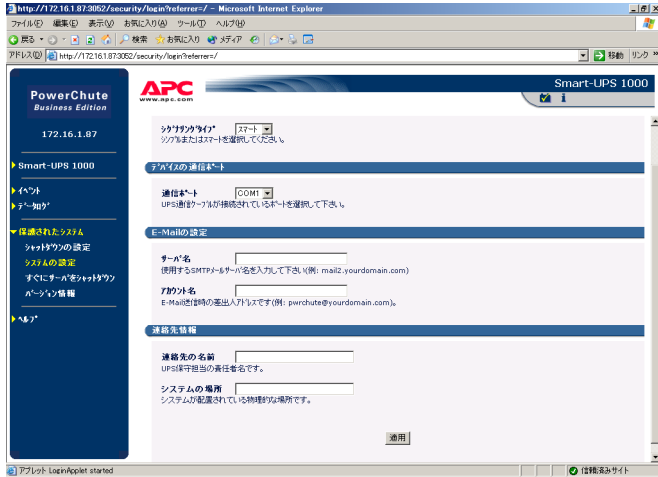 http://172.16.1.87:3052/security/login?referrer=/ - Microsoft Internet Explorer
ファイル(F) 編集(E) 表示(V) お気に入り(A) ツール(T) ヘルプ(H)
戻る 検索 お気に入り メディア
アドレス(D) http://172.16.1.87:3052/security/login?referrer=/ 移動 リンク »
PowerChute
Business Edition
172.16.1.87
Smart-UPS 1000
ｲﾍﾞﾝﾄ
ﾃﾞｰﾀﾛｸﾞ
保護されたｼｽﾃﾑ
ｼｬｯﾄﾀﾞｳﾝの設定
ｼｽﾃﾑの設定
すぐにｻｰﾊﾞをｼｬｯﾄﾀﾞｳﾝ
ﾊﾞｰｼﾞｮﾝ情報
ﾍﾙﾌﾟ
APC
www.apc.com
Smart-UPS 1000
i
ｼｸﾞﾅﾘﾝｸﾞﾀｲﾌﾟ ｽﾏｰﾄ
ｼﾝﾌﾟﾙまたはｽﾏｰﾄを選択してください。
ﾃﾞﾊﾞｲｽの通信ﾎﾟｰﾄ
通信ﾎﾟｰﾄ COM1
UPS通信ｹｰﾌﾞﾙが接続されているﾎﾟｰﾄを選択して下さい。
E-Mailの設定
ｻｰﾊﾞ名
使用するSMTPﾒｰﾙｻｰﾊﾞ名を入力して下さい(例: mail2.yourdomain.com)
ｱｶｳﾝﾄ名
E-Mail送信時の差出人ｱﾄﾞﾚｽです(例: pwrchute@yourdomain.com)。
連絡先情報
連絡先の名前
UPS保守担当の責任者名です。
システムの場所
システムが配置されている物理的な場所です。
適用
アプレット LoginApplet started 信頼済みサイト